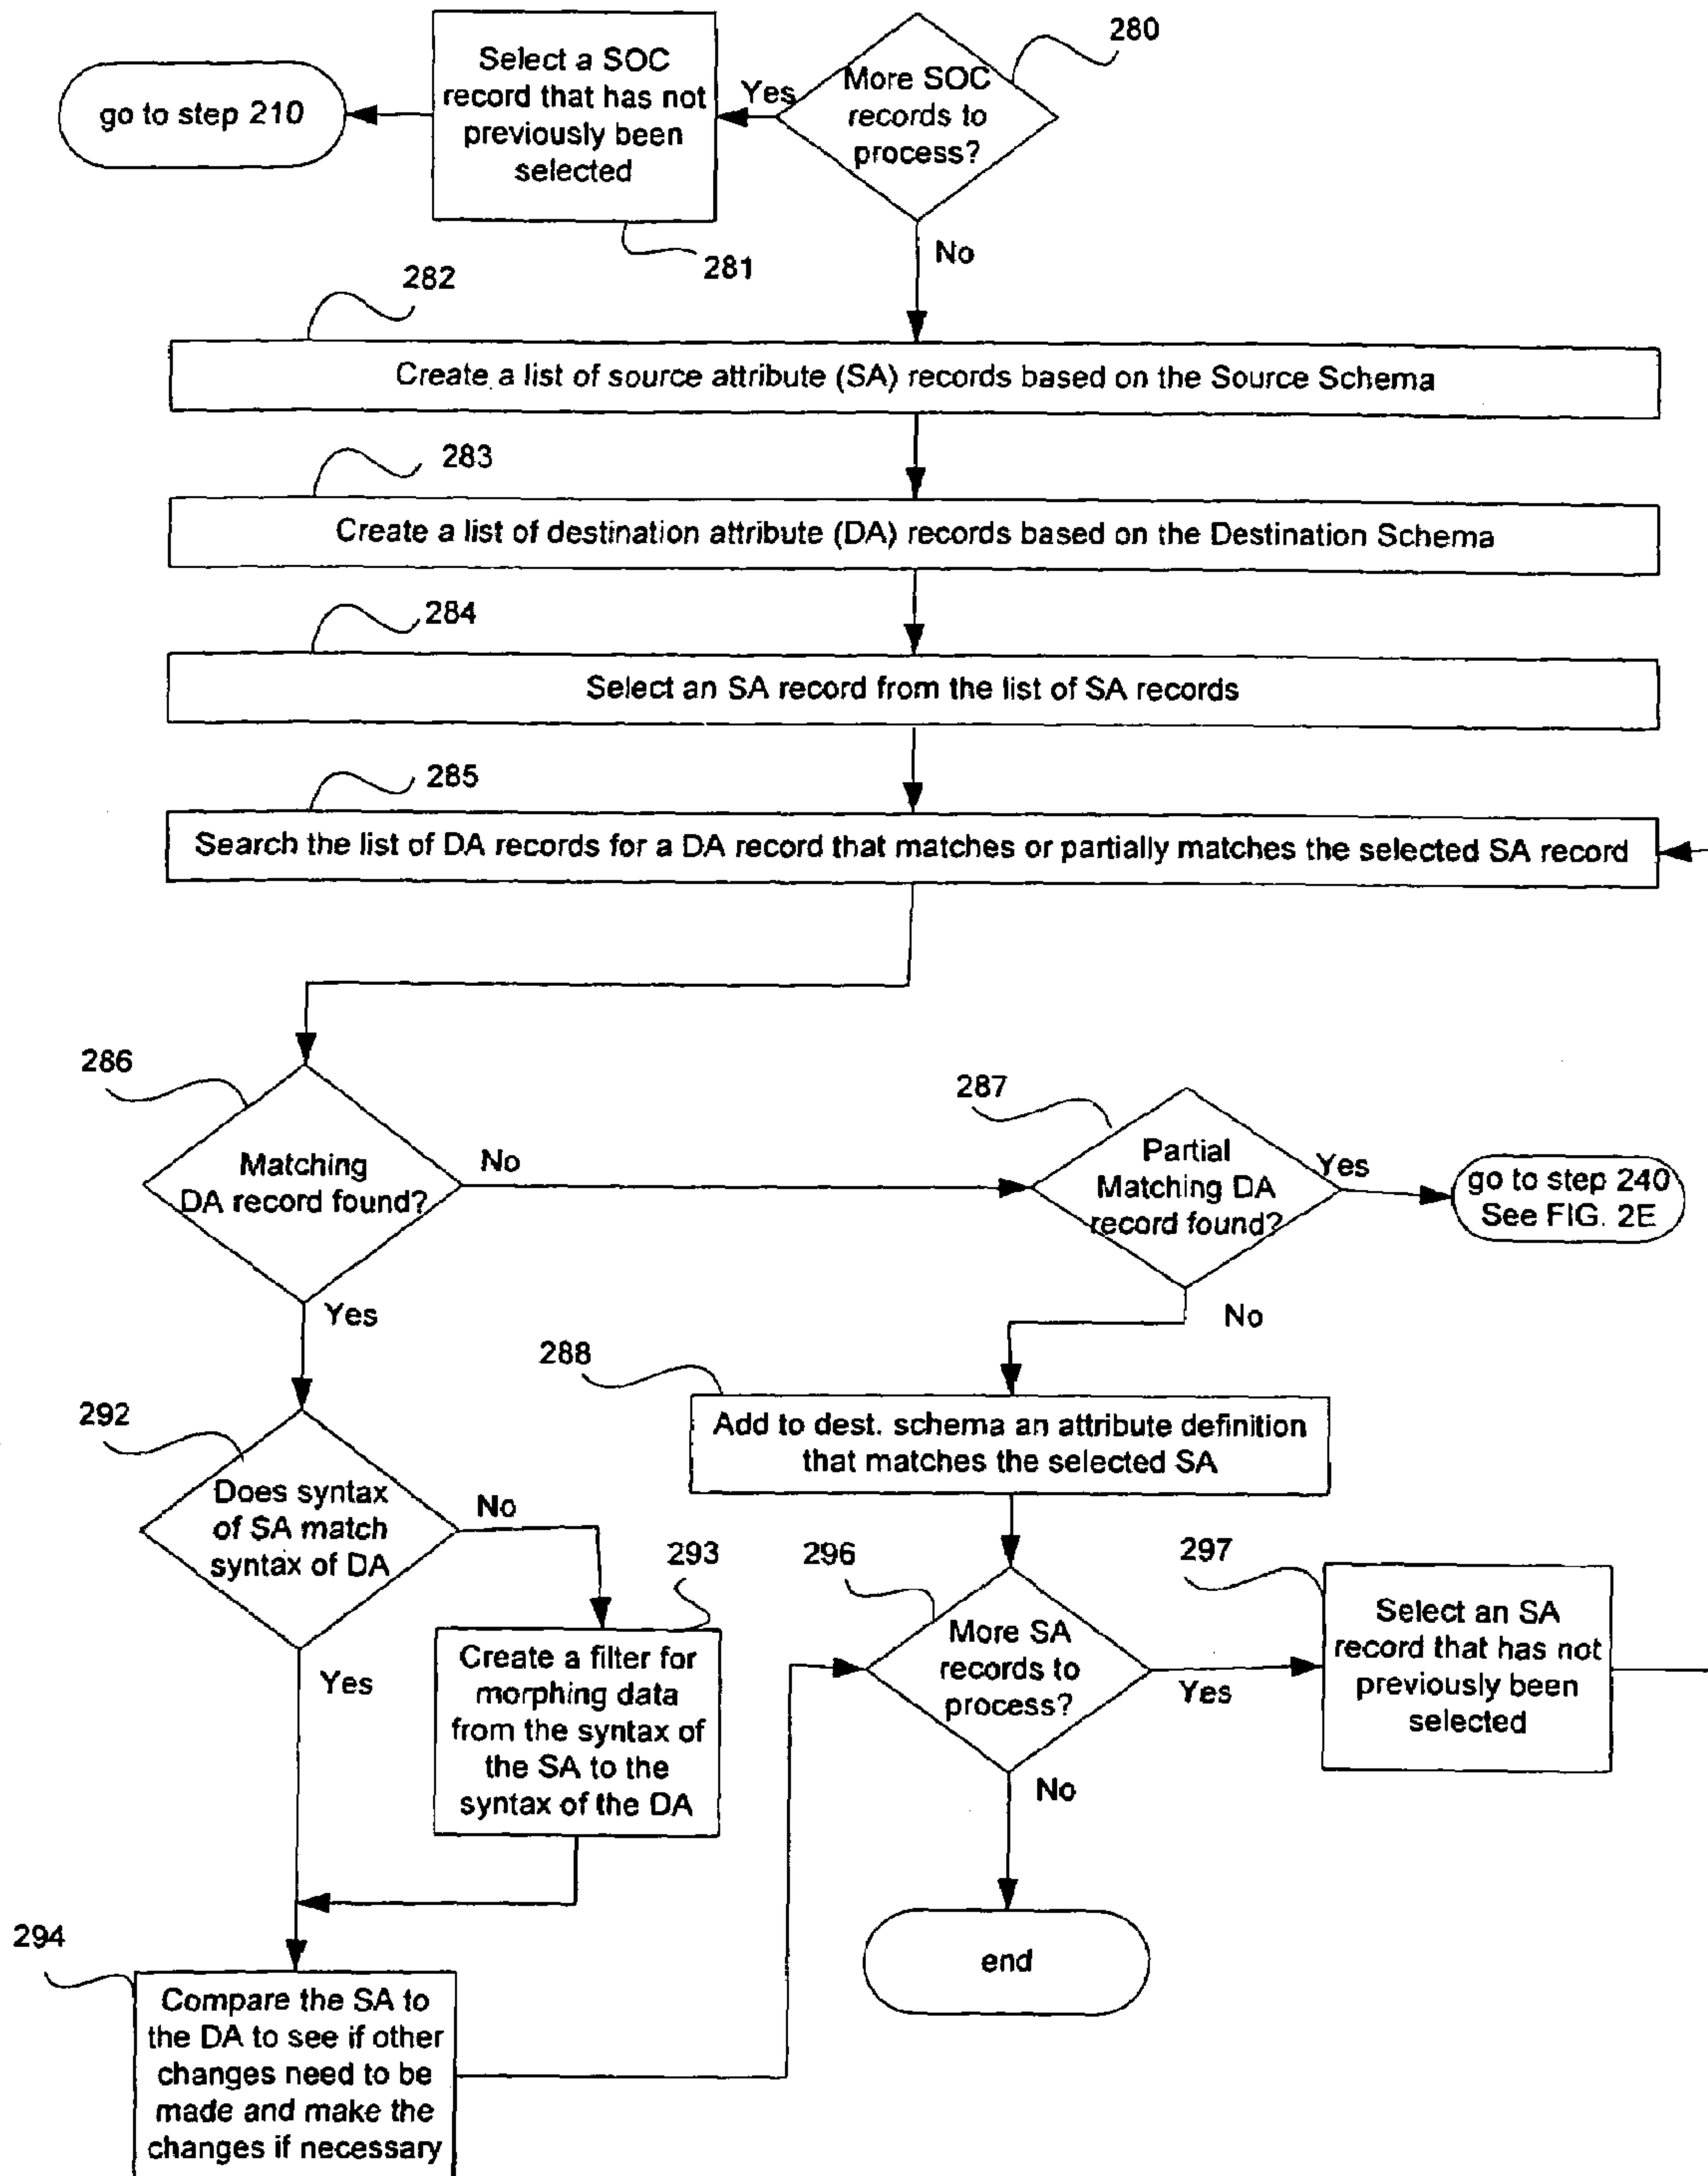 280
Select a SOC
record that has not
previously been
selected
More SOC
records to
process?
Yes
go to step 210
No
281
282
Create a list of source attribute (SA) records based on the Source Schema
283
Create a list of destination attribute (DA) records based on the Destination Schema
284
Select an SA record from the list of SA records
285
Search the list of DA records for a DA record that matches or partially matches the selected SA record
286
Matching
DA record found?
No
287
Partial
Matching DA
record found?
Yes
go to step 240
See FIG. 2E
Yes
No
288
Add to dest. schema an attribute definition
that matches the selected SA
292
Does syntax
of SA match
syntax of DA
No
293
Create a filter for
morphing data
from the syntax of
the SA to the
syntax of the DA
Yes
296
More SA
records to
process?
Yes
297
Select an SA
record that has not
previously been
selected
No
end
294
Compare the SA to
the DA to see if other
changes need to be
made and make the
changes if necessary